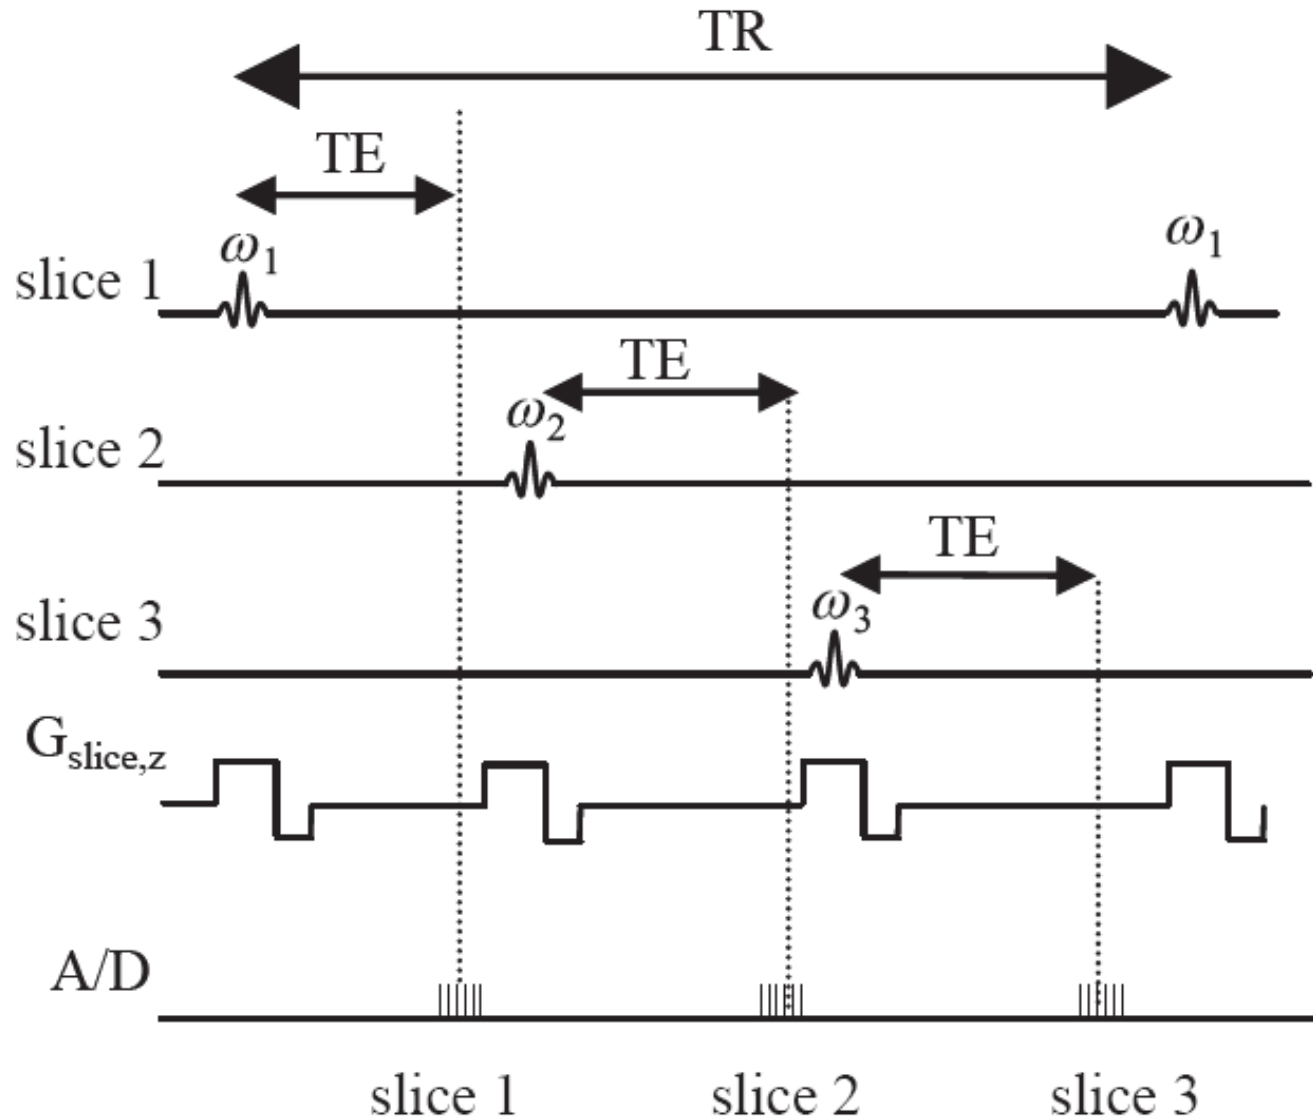 TR
TE
ω1
ω1
slice 1
TE
ω2
slice 2
TE
ω3
slice 3
Gslice,z
A/D
slice 1 slice 2 slice 3